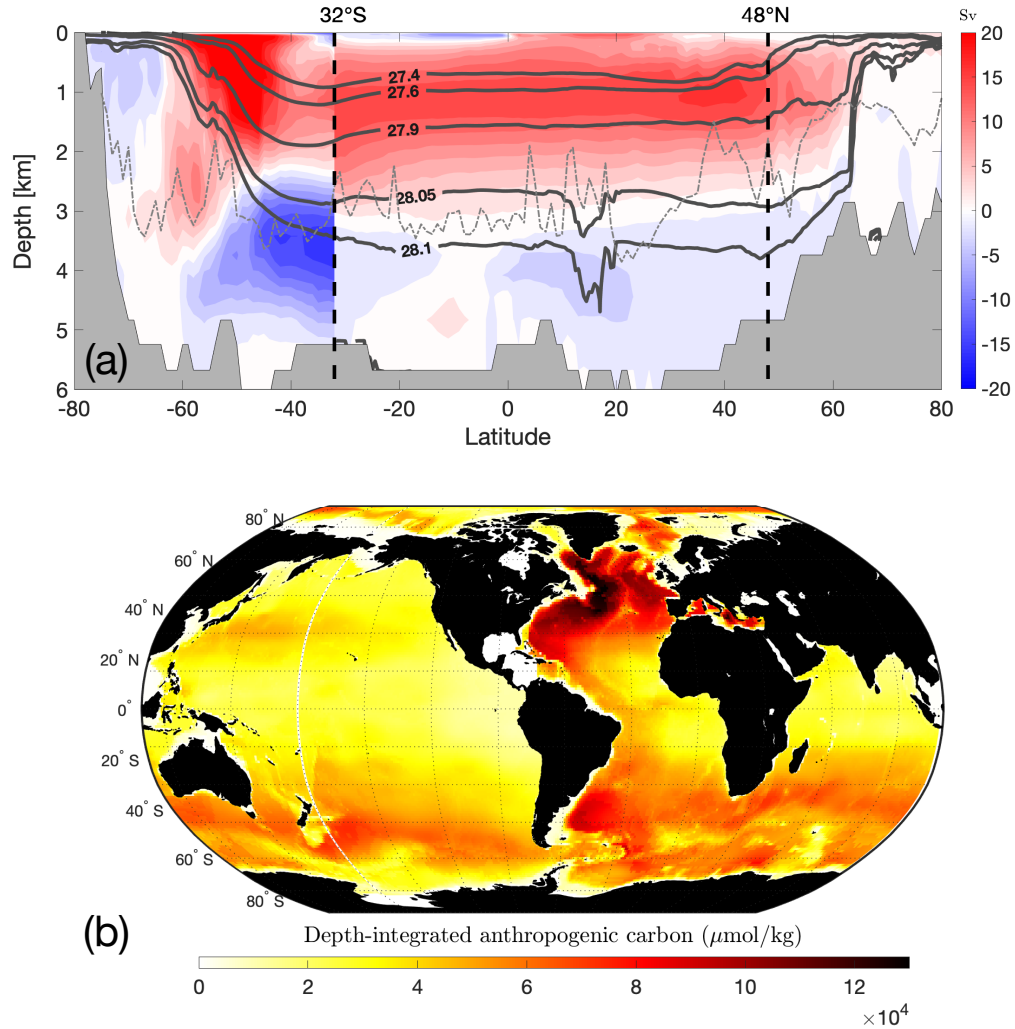 32°S 48°N Sv
0 27.4 20
27.6 15
1 27.9 10
2 5
28.05
3 0
28.1
4 -5
-10
5 -15
6 -20
Depth [km]
(a)
-80 -60 -40 -20 0 20 40 60 80
Latitude
80° N
60° N
40° N
20° N
0°
20° S
40° S
60° S
80° S
(b)
Depth-integrated anthropogenic carbon (μmol/kg)
0 2 4 6 8 10 12
×10⁴